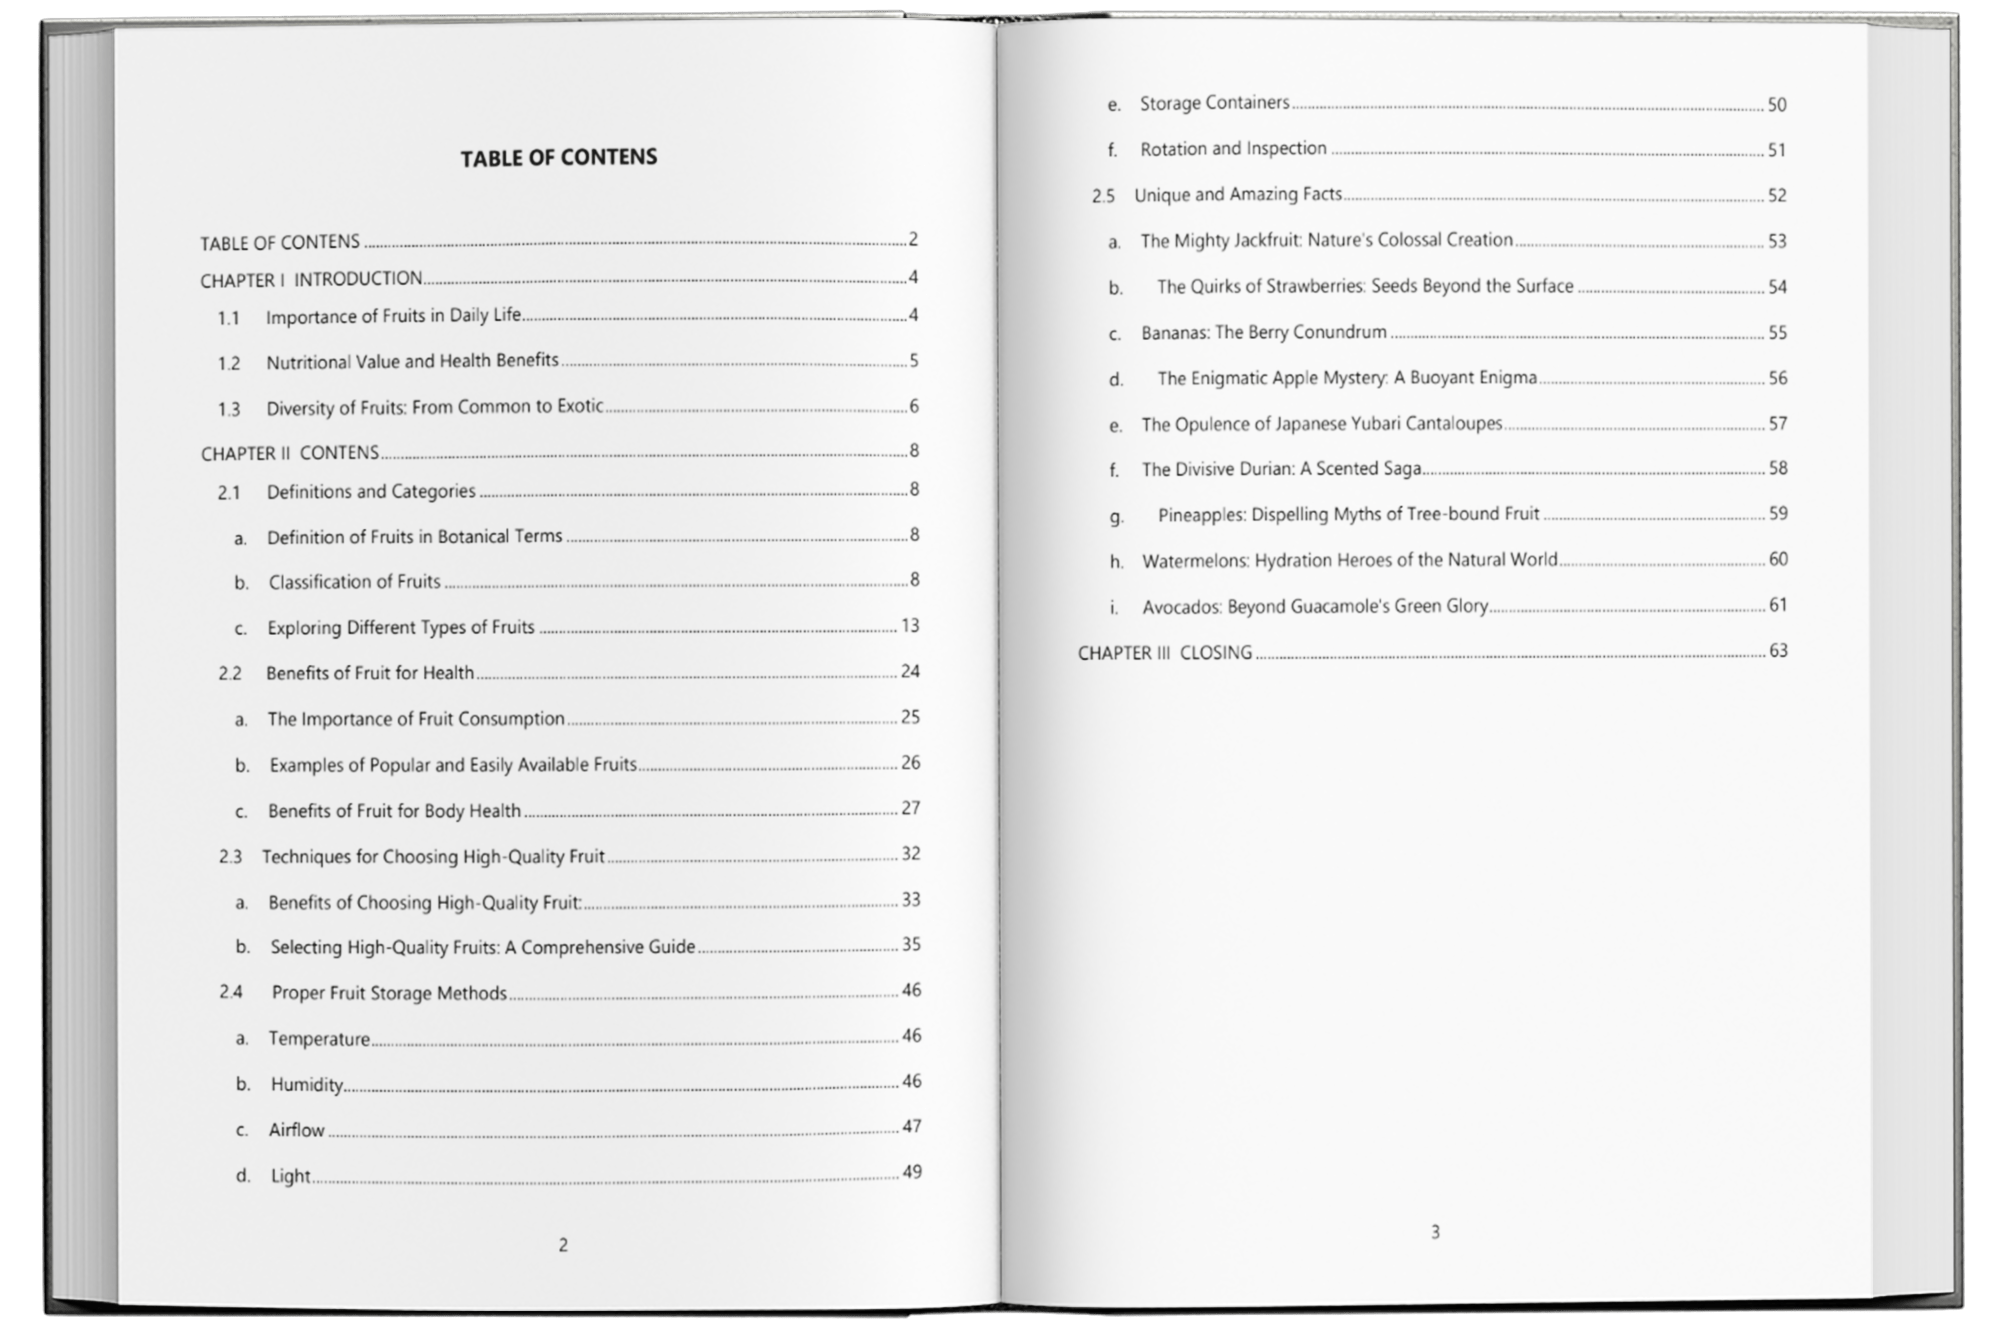 TABLE OF CONTENS
TABLE OF CONTENS 2
CHAPTER I INTRODUCTION 4
1.1 Importance of Fruits in Daily Life 4
1.2 Nutritional Value and Health Benefits 5
1.3 Diversity of Fruits: From Common to Exotic 6
CHAPTER II CONTENS 8
2.1 Definitions and Categories 8
a. Definition of Fruits in Botanical Terms 8
b. Classification of Fruits 8
c. Exploring Different Types of Fruits 13
2.2 Benefits of Fruit for Health 24
a. The Importance of Fruit Consumption 25
b. Examples of Popular and Easily Available Fruits 26
c. Benefits of Fruit for Body Health 27
2.3 Techniques for Choosing High-Quality Fruit 32
a. Benefits of Choosing High-Quality Fruit: 33
b. Selecting High-Quality Fruits: A Comprehensive Guide 35
2.4 Proper Fruit Storage Methods 46
a. Temperature 46
b. Humidity 46
c. Airflow 47
d. Light 49
2
e. Storage Containers 50
f. Rotation and Inspection 51
2.5 Unique and Amazing Facts 52
a. The Mighty Jackfruit: Nature's Colossal Creation 53
b. The Quirks of Strawberries: Seeds Beyond the Surface 54
c. Bananas: The Berry Conundrum 55
d. The Enigmatic Apple Mystery: A Buoyant Enigma 56
e. The Opulence of Japanese Yubari Cantaloupes 57
f. The Divisive Durian: A Scented Saga 58
g. Pineapples: Dispelling Myths of Tree-bound Fruit 59
h. Watermelons: Hydration Heroes of the Natural World 60
i. Avocados: Beyond Guacamole's Green Glory 61
CHAPTER III CLOSING 63
3